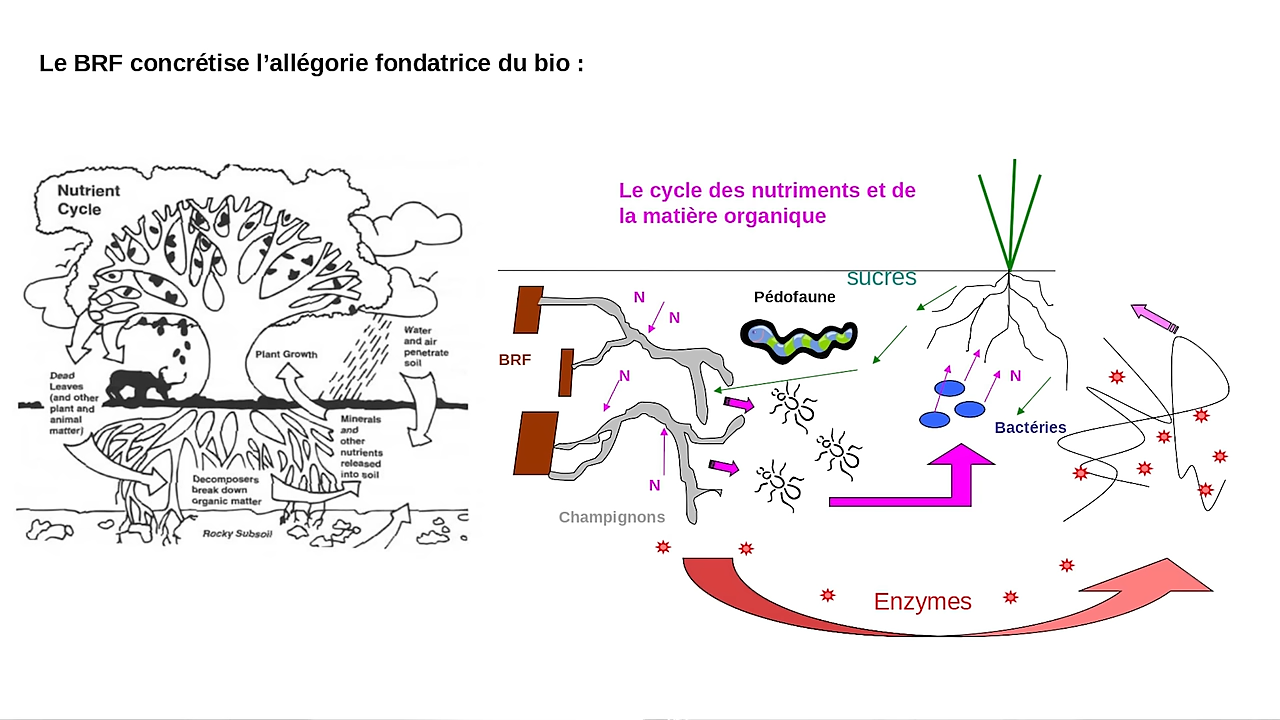 Le BRF concrétise l’allégorie fondatrice du bio :
Nutrient
Cycle
Water
and air
penetrate
soil
Plant Growth
Dead
Leaves
(and other
plant and
animal
matter)
Minerals
and
other
nutrients
released
into soil
Decomposers
break down
organic matter
Rocky Subsoil
Le cycle des nutriments et de
la matière organique
sucres
Pédofaune
N
N
BRF
N
N
Bactéries
N
Champignons
Enzymes